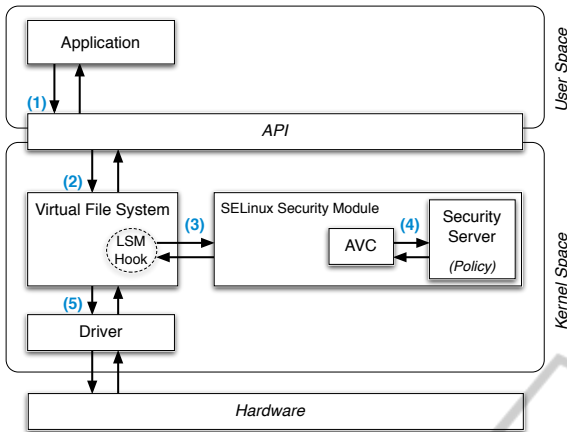 Application
User Space
(1)
API
(2)
Virtual File System
(3)
SELinux Security Module
(4)
Security
Server
LSM
Hook
AVC
(Policy)
Kernel Space
(5)
Driver
Hardware